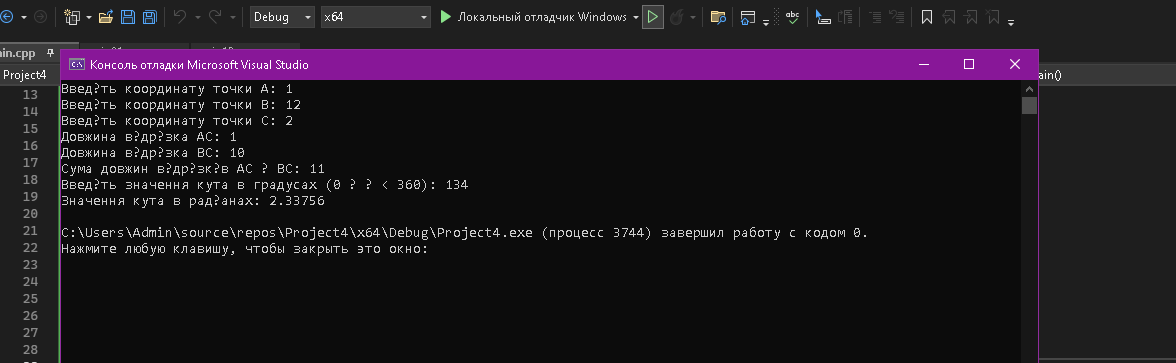 Debug x64 Локальный отладчик Windows
main.cpp
Project4
Консоль отладки Microsoft Visual Studio
ain()
13
14
15
16
17
18
19
20
21
22
23
24
25
26
27
28
Введ?ть координату точки A: 1
Введ?ть координату точки B: 12
Введ?ть координату точки C: 2
Довжина в?др?зка AC: 1
Довжина в?др?зка BC: 10
Сума довжин в?др?зк?в AC ? BC: 11
Введ?ть значення кута в градусах (0 ? ? < 360): 134
Значення кута в рад?анах: 2.33756
C:\Users\Admin\source\repos\Project4\x64\Debug\Project4.exe (процесс 3744) завершил работу с кодом 0.
Нажмите любую клавишу, чтобы закрыть это окно: